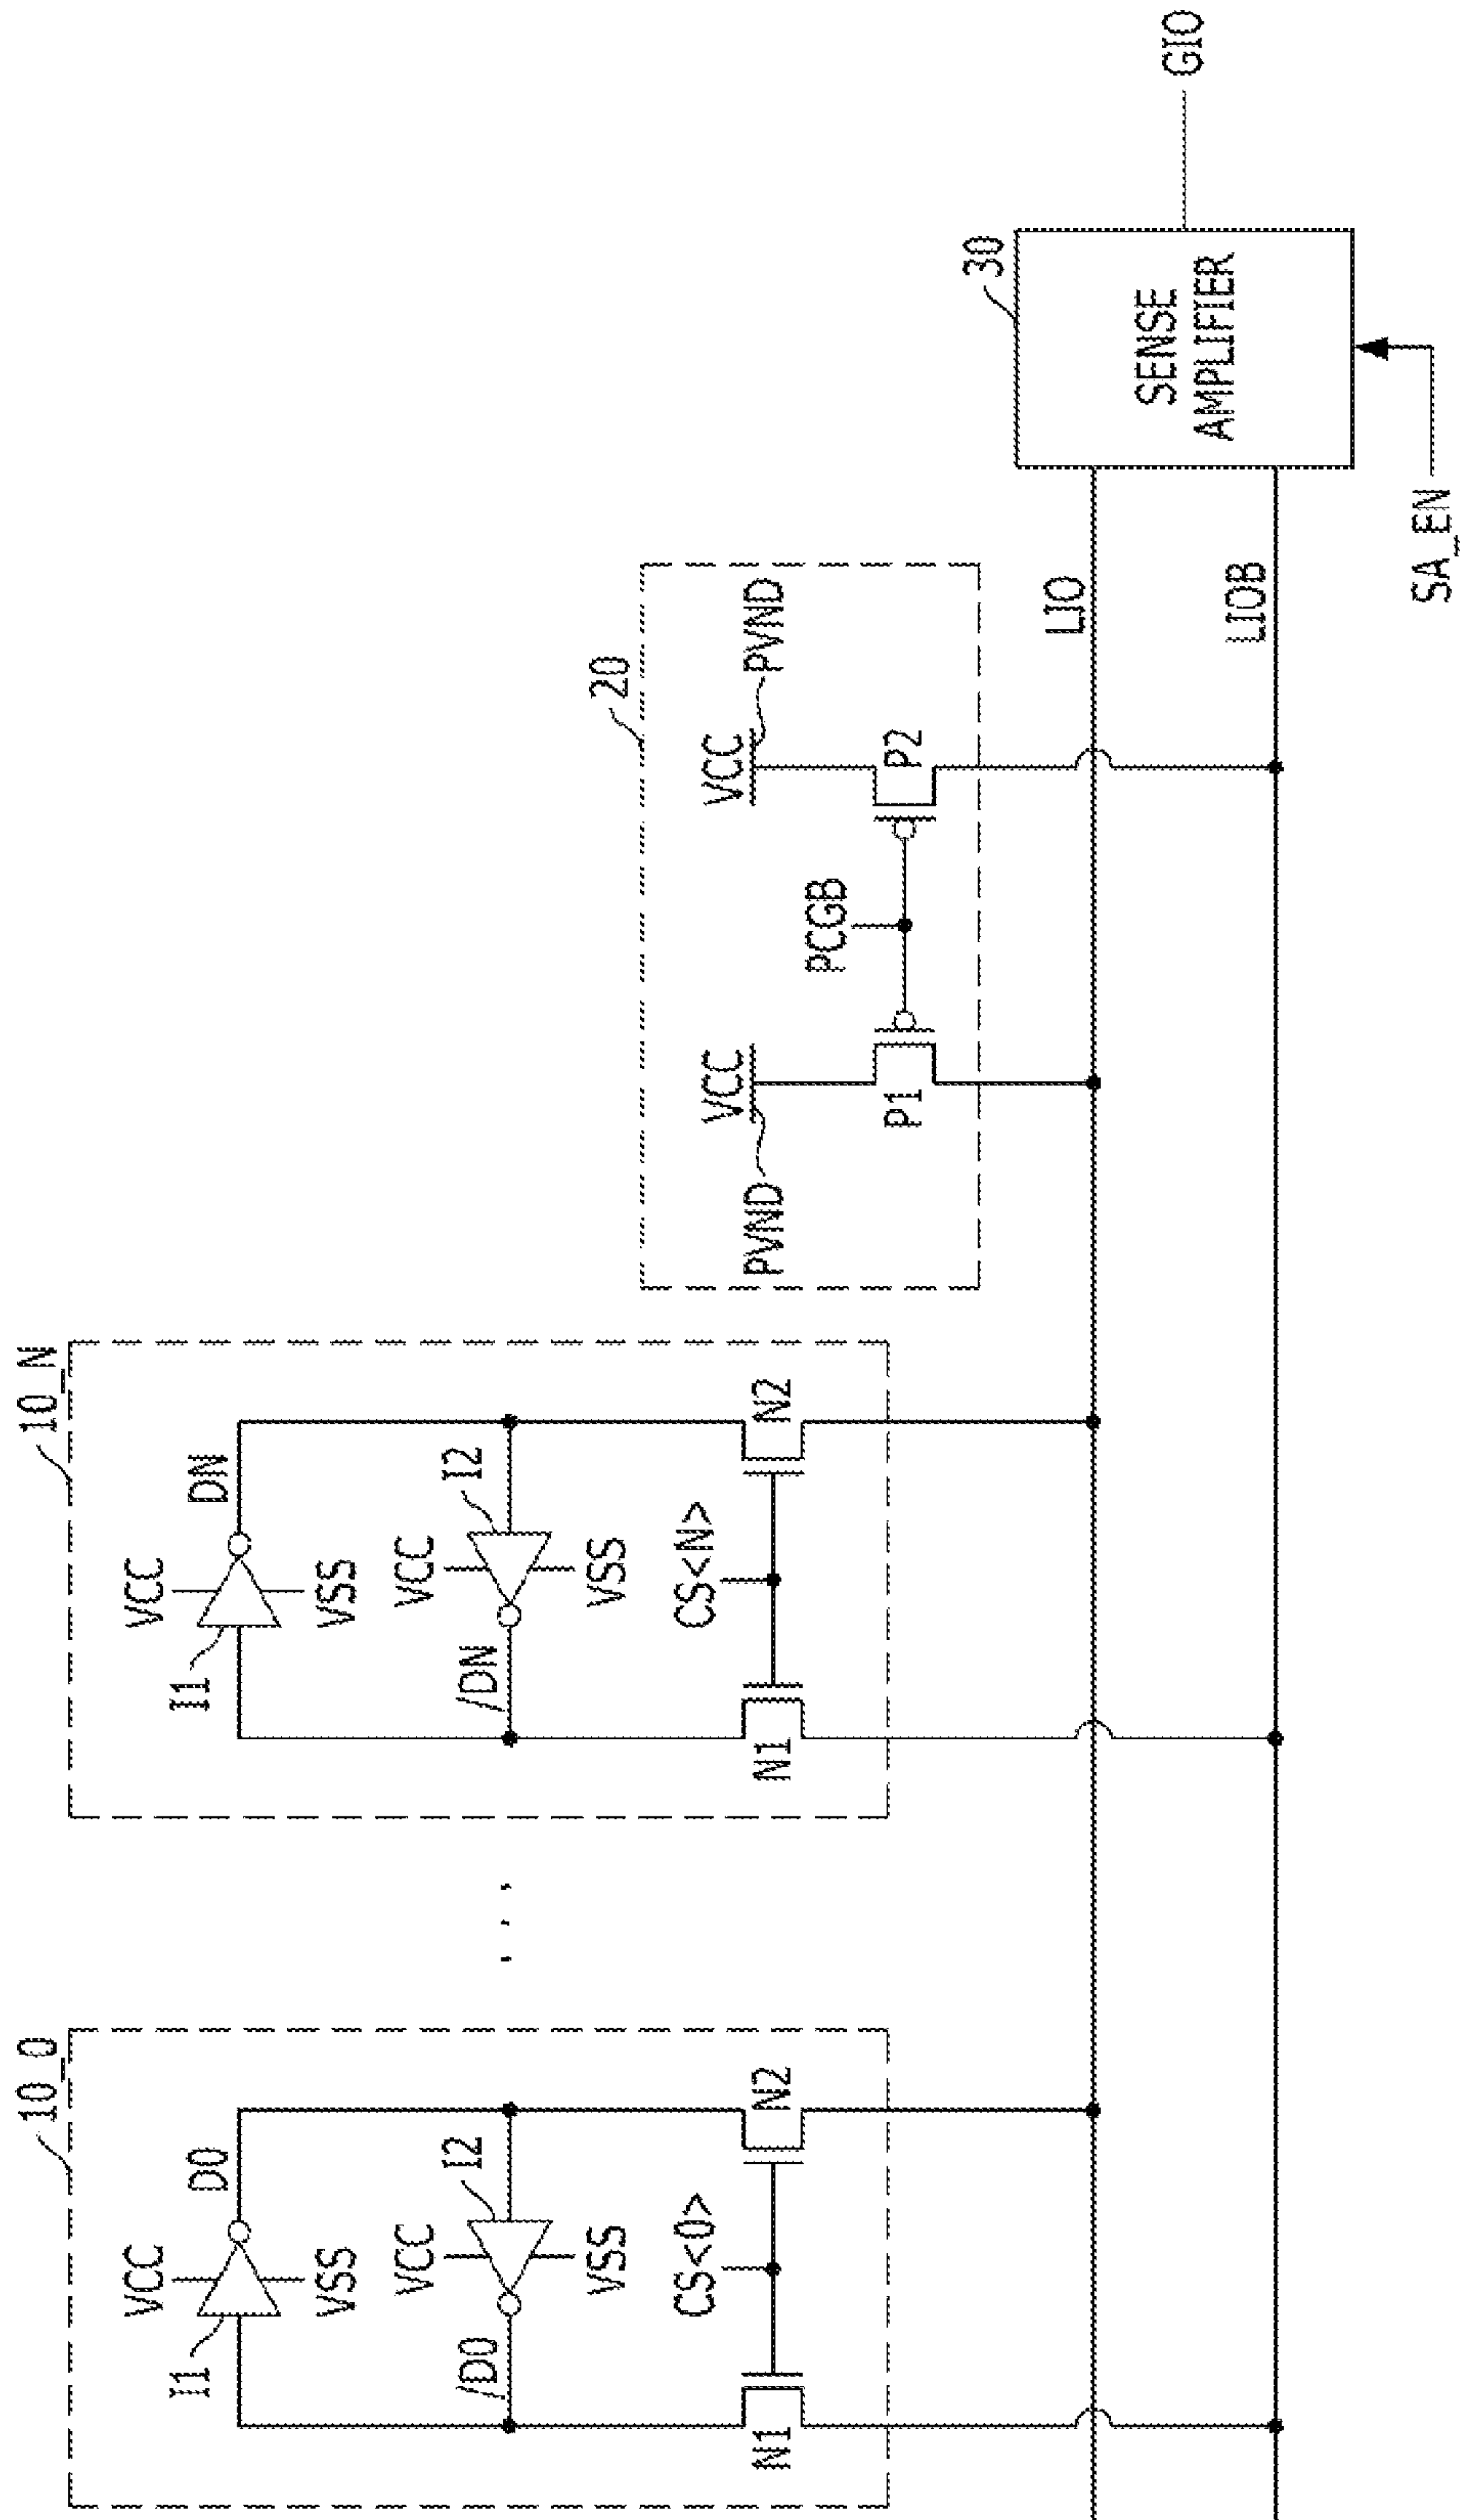 10_0
D0
VCC
I1
VSS
I2
VCC
/D0
VSS
CS<0>
N1
N2
10_N
DN
VCC
I1
VSS
I2
VCC
/DN
VSS
CS<N>
N1
N2
20
VCC
PVND
VCC
PVND
PCGB
P1
P2
LIO
LIOB
30
SENSE
AMPLIFIER
GIO
SA_EN